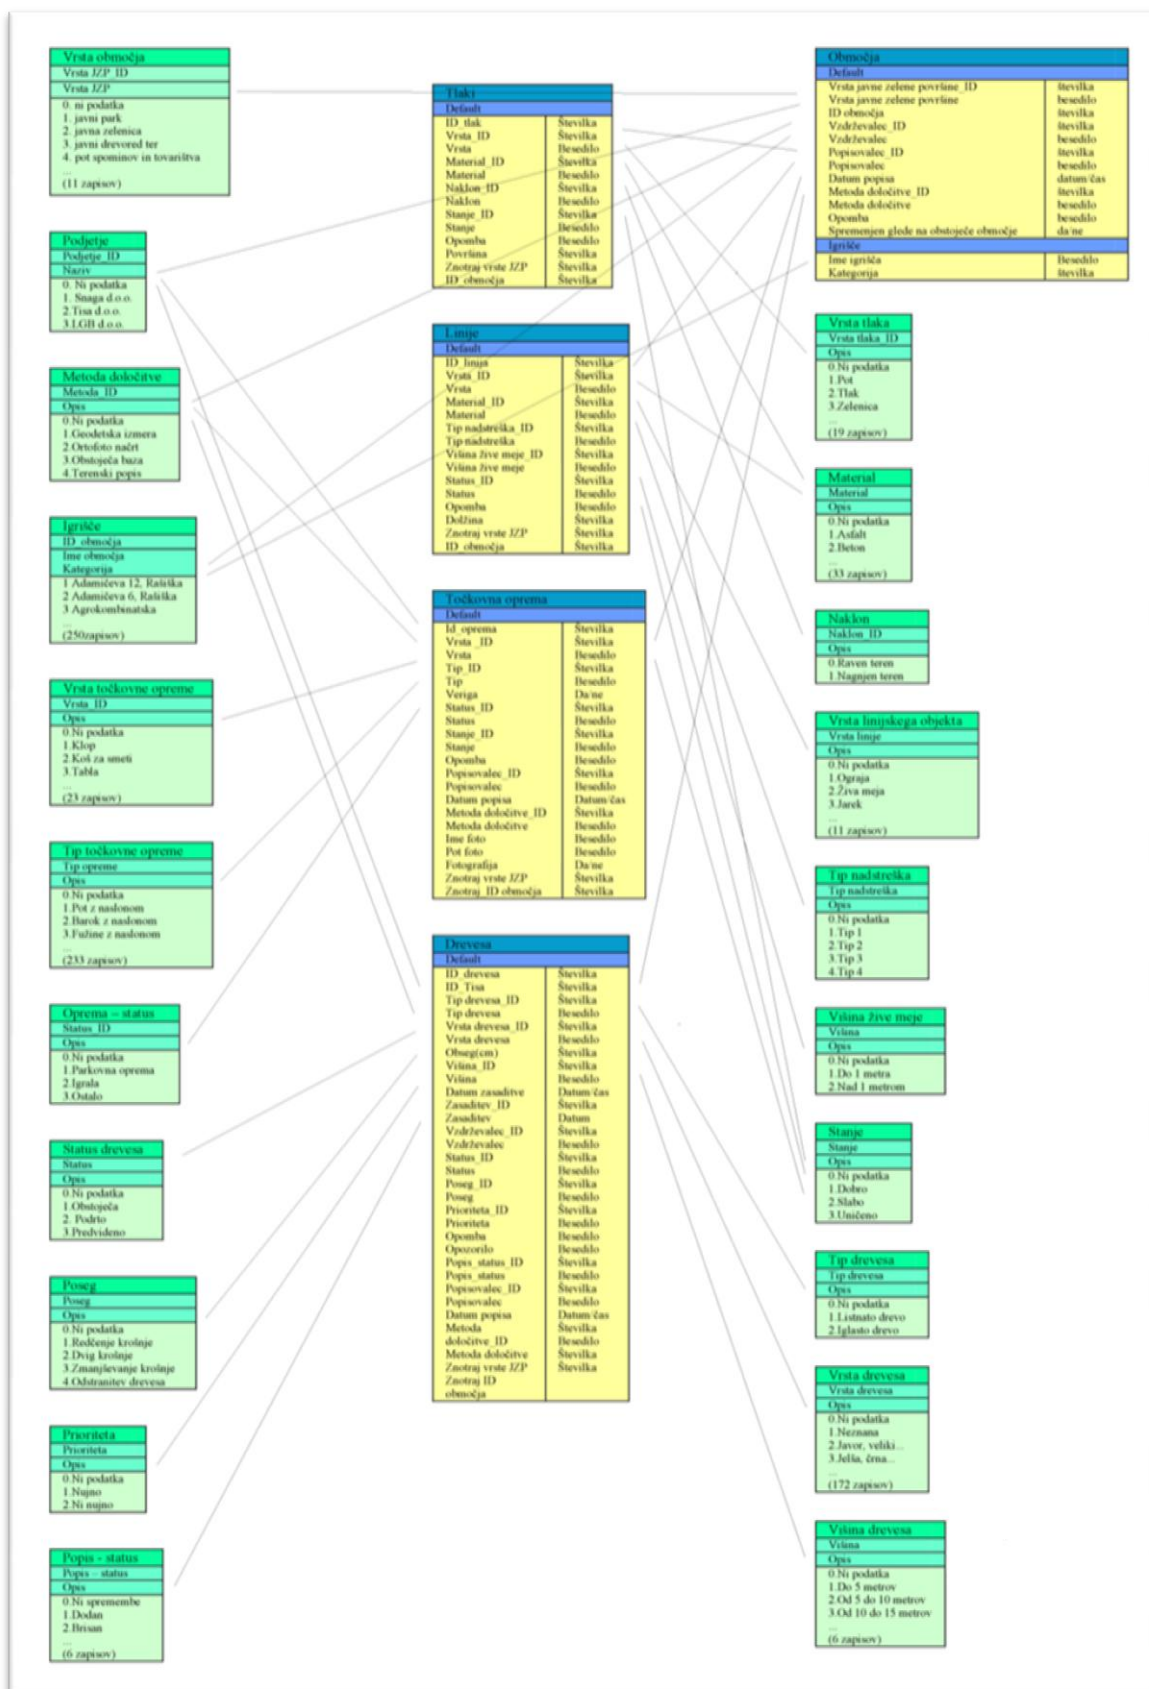 Vrsta območja
Vrsta JZP_ID
Vrsta JZP
0. ni podatka
1. javni park
2. javna zelenica
3. javni drevored ter
4. pot spominov in tovarištva
...
(11 zapisov)
Podjetje
Podjetje_ID
Naziv
0. Ni podatka
1. Snaga d.o.o.
2.Tisa d.o.o.
3.LGB d.o.o.
Metoda določitve
Metoda_ID
Opis
0.Ni podatka
1.Geodetska izmera
2.Ortofoto načrt
3.Obstoječa baza
4.Terenski popis
Igrišče
ID_območja
Ime območja
Kategorija
1 Adamičeva 12, Rašiška
2 Adamičeva 6, Rašiška
3 Agrokombinatska
...
(250zapisov)
Vrsta točkovne opreme
Vrsta_ID
Opis
0.Ni podatka
1.Klop
2.Koš za smeti
3.Tabla
...
(23 zapisov)
Tip točkovne opreme
Tip opreme
Opis
0.Ni podatka
1.Pot z naslonom
2.Barok z naslonom
3.Fužine z naslonom
...
(233 zapisov)
Oprema – status
Status_ID
Opis
0.Ni podatka
1.Parkovna oprema
2.Igrala
3.Ostalo
Status drevesa
Status
Opis
0.Ni podatka
1.Obstoječa
2. Podrto
3.Predvideno
Poseg
Poseg
Opis
0.Ni podatka
1.Redčenje krošnje
2.Dvig krošnje
3.Zmanjševanje krošnje
4.Odstranitev drevesa
Prioriteta
Prioriteta
Opis
0.Ni podatka
1.Nujno
2.Ni nujno
Popis - status
Popis – status
Opis
0.Ni spremembe
1.Dodan
2.Brisan
...
(6 zapisov)
Tlaki
Default
ID_tlak Številka
Vrsta_ID Številka
Vrsta Besedilo
Material_ID Številka
Material Besedilo
Naklon_ID Številka
Naklon Besedilo
Stanje_ID Številka
Stanje Besedilo
Opomba Besedilo
Površina Številka
Znotraj vrste JZP Številka
ID_območja Številka
Linije
Default
ID_linija Številka
Vrsta_ID Številka
Vrsta Besedilo
Material_ID Številka
Material Besedilo
Tip nadstreška_ID Številka
Tip nadstreška Besedilo
Višina žive meje_ID Številka
Višina žive meje Besedilo
Status_ID Številka
Status Besedilo
Opomba Besedilo
Dolžina Številka
Znotraj vrste JZP Številka
ID_območja Številka
Točkovna oprema
Default
Id_oprema Številka
Vrsta_ID Številka
Vrsta Besedilo
Tip_ID Številka
Tip Besedilo
Veriga Da/ne
Status_ID Številka
Status Besedilo
Stanje_ID Številka
Stanje Besedilo
Opomba Besedilo
Popisovalec_ID Številka
Popisovalec Besedilo
Datum popisa Datum/čas
Metoda določitve_ID Številka
Metoda določitve Besedilo
Ime foto Besedilo
Pot foto Besedilo
Fotografija Da/ne
Znotraj vrste JZP Številka
Znotraj_ID območja Številka
Drevesa
Default
ID_drevesa Številka
ID_Tisa Številka
Tip drevesa_ID Številka
Tip drevesa Besedilo
Vrsta drevesa_ID Številka
Vrsta drevesa Besedilo
Obseg(cm) Številka
Višina_ID Številka
Višina Besedilo
Datum zasaditve Datum/čas
Zasaditev_ID Številka
Zasaditev Datum
Vzdrževalec_ID Številka
Vzdrževalec Besedilo
Status_ID Številka
Status Besedilo
Poseg_ID Številka
Poseg Besedilo
Prioriteta_ID Številka
Prioriteta Besedilo
Opomba Besedilo
Opozorilo Besedilo
Popis_status_ID Številka
Popis_status Besedilo
Popisovalec_ID Številka
Popisovalec Besedilo
Datum popisa Datum/čas
Metoda Številka
določitve_ID Besedilo
Metoda določitve Številka
Znotraj vrste JZP Številka
Znotraj ID
območja
Območja
Default
Vrsta javne zelene površine_ID številka
Vrsta javne zelene površine besedilo
ID območja številka
Vzdrževalec_ID številka
Vzdrževalec besedilo
Popisovalec_ID številka
Popisovalec besedilo
Datum popisa datum/čas
Metoda določitve_ID številka
Metoda določitve besedilo
Opomba besedilo
Spremenjen glede na obstoječe območje da/ne
Igrišče
Ime igrišča Besedilo
Kategorija številka
Vrsta tlaka
Vrsta tlaka_ID
Opis
0.Ni podatka
1.Pot
2.Tlak
3.Zelenica
...
(19 zapisov)
Material
Material
Opis
0.Ni podatka
1.Asfalt
2.Beton
...
(33 zapisov)
Naklon
Naklon_ID
Opis
0.Raven teren
1.Nagnjen teren
Vrsta linijskega objekta
Vrsta linije
Opis
0.Ni podatka
1.Ograja
2.Živa meja
3.Jarek
...
(11 zapisov)
Tip nadstreška
Tip nadstreška
Opis
0.Ni podatka
1.Tip 1
2.Tip 2
3.Tip 3
4.Tip 4
Višina žive meje
Višina
Opis
0.Ni podatka
1.Do 1 metra
2.Nad 1 metrom
Stanje
Stanje
Opis
0.Ni podatka
1.Dobro
2.Slabo
3.Uničeno
Tip drevesa
Tip drevesa
Opis
0.Ni podatka
1.Listnato drevo
2.Iglasto drevo
Vrsta drevesa
Vrsta drevesa
Opis
0.Ni podatka
1.Neznana
2.Javor, veliki...
3.Jelša, črna...
...
(172 zapisov)
Višina drevesa
Višina
Opis
0.Ni podatka
1.Do 5 metrov
2.Od 5 do 10 metrov
3.Od 10 do 15 metrov
...
(6 zapisov)